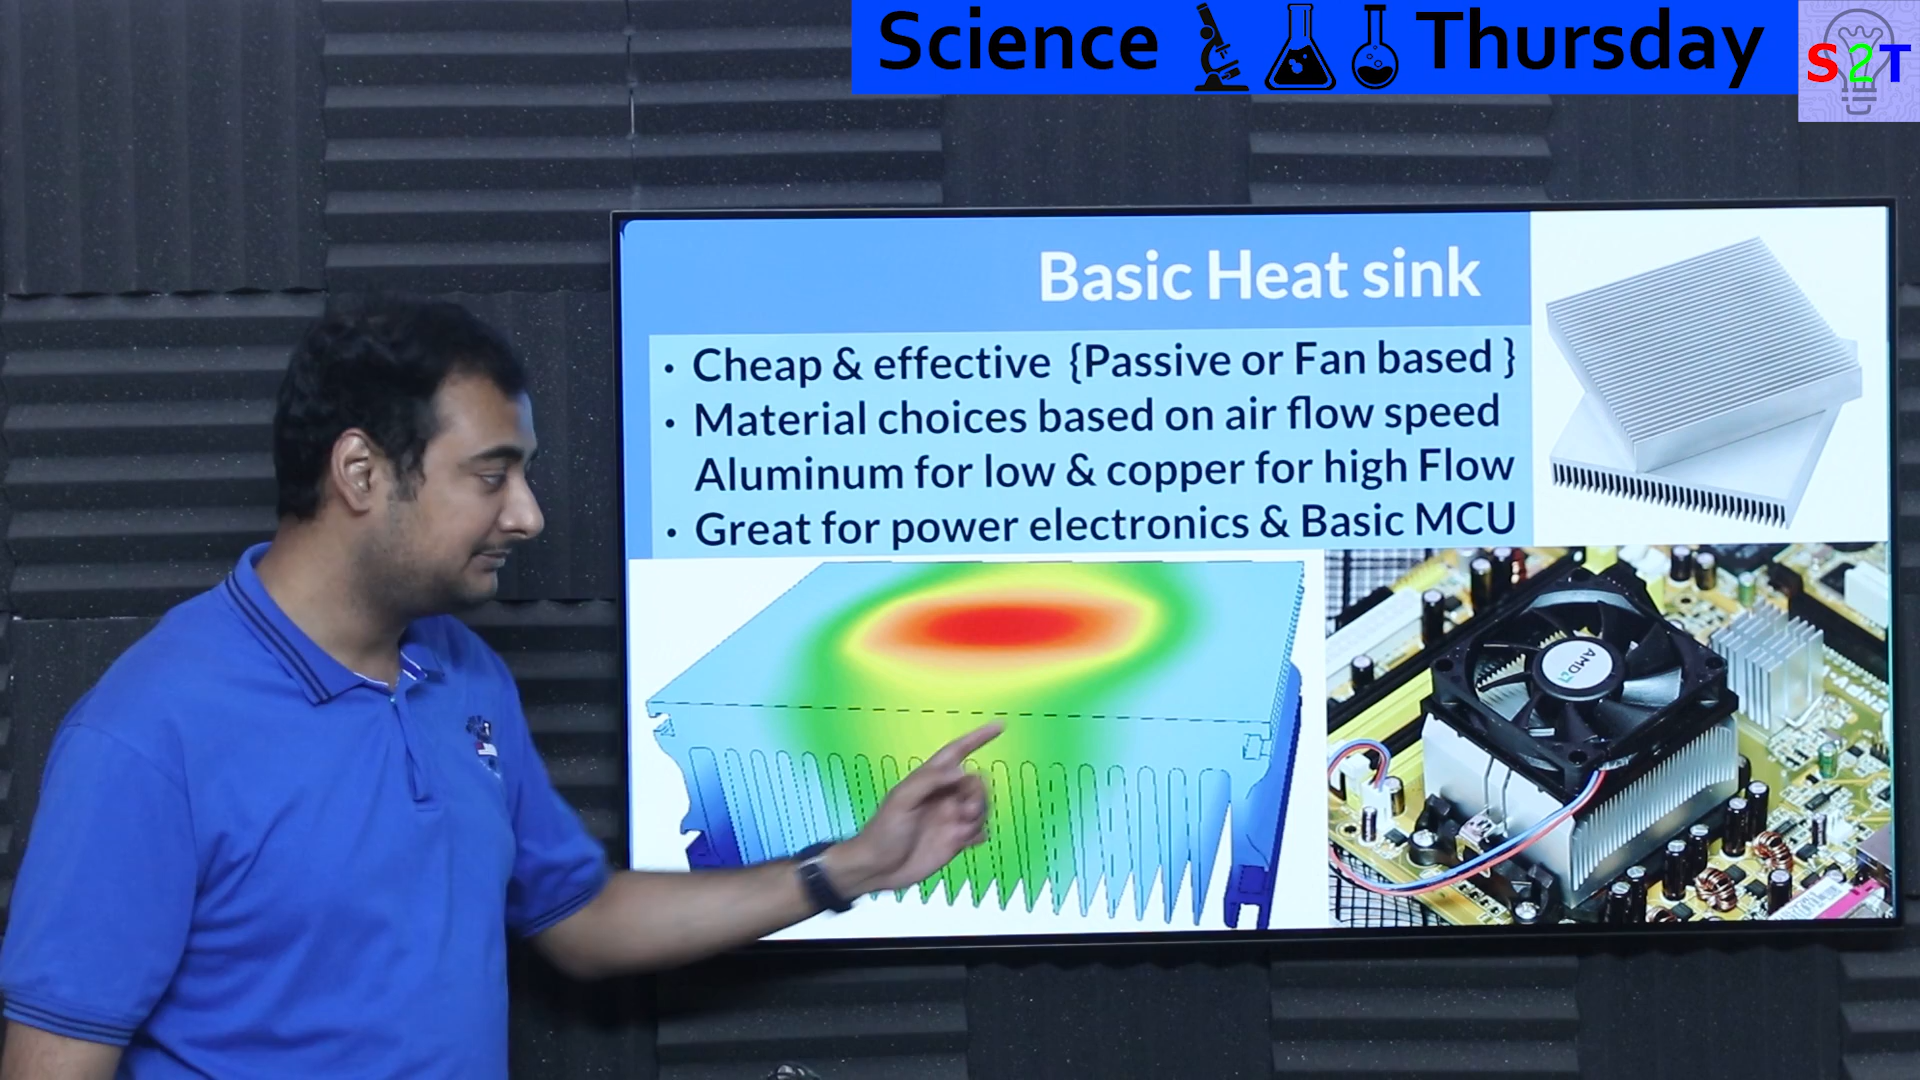 Science Thursday
S2T
Basic Heat sink
• Cheap & effective {Passive or Fan based }
• Material choices based on air flow speed
Aluminum for low & copper for high Flow
• Great for power electronics & Basic MCU
AMD